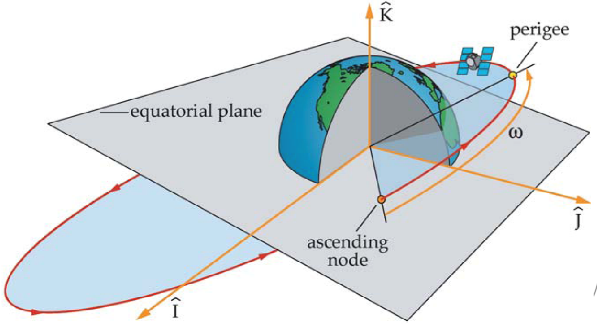 K̂
perigee
equatorial plane
ω
Ĵ
ascending
node
Î